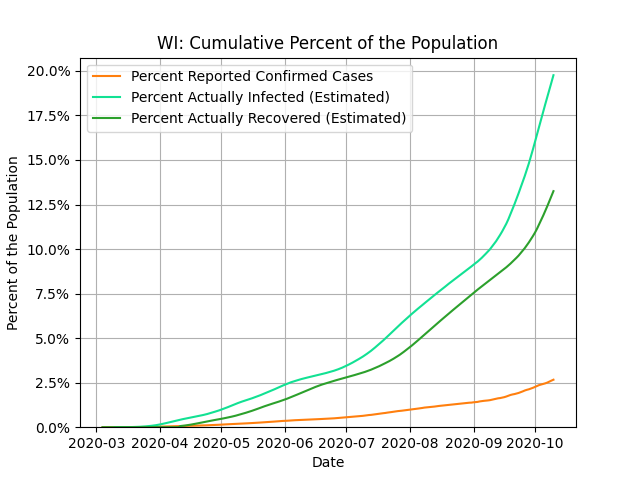 WI: Cumulative Percent of the Population
Percent Reported Confirmed Cases
Percent Actually Infected (Estimated)
Percent Actually Recovered (Estimated)
Percent of the Population
20.0%
17.5%
15.0%
12.5%
10.0%
7.5%
5.0%
2.5%
0.0%
2020-03 2020-04 2020-05 2020-06 2020-07 2020-08 2020-09 2020-10
Date